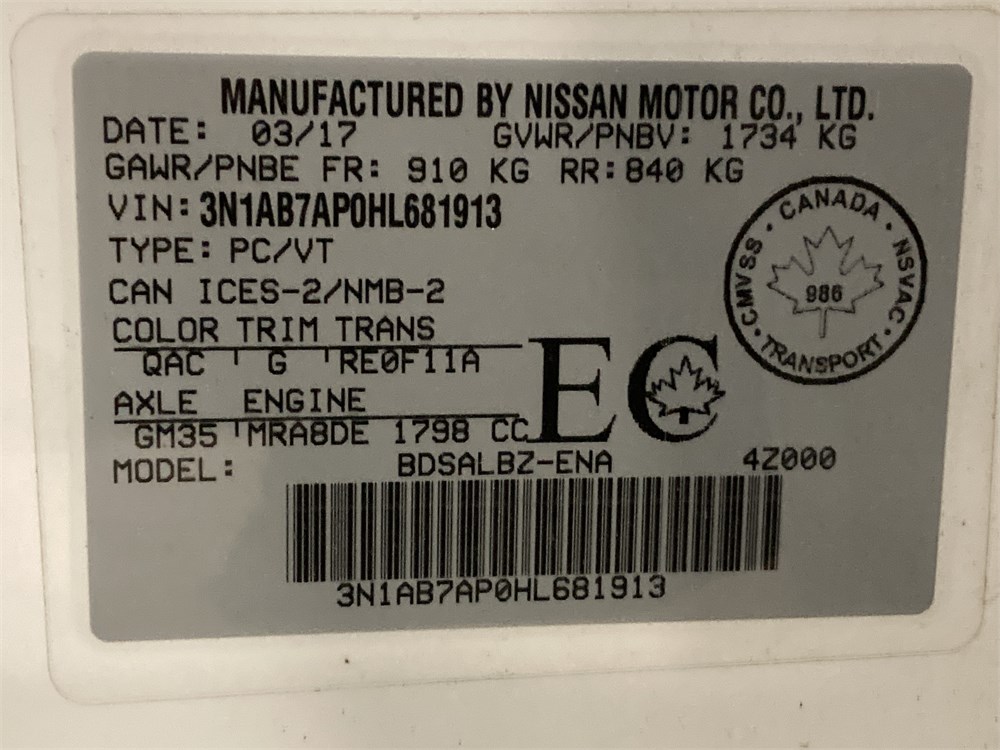 MANUFACTURED BY NISSAN MOTOR CO., LTD.
DATE: 03/17 GVWR/PNBV: 1734 KG
GAWR/PNBE FR: 910 KG RR: 840 KG
VIN: 3N1AB7AP0HL681913
TYPE: PC/VT
CAN ICES-2/NMB-2
COLOR TRIM TRANS
QAC G RE0F11A
AXLE ENGINE
GM35 MRA8DE 1798 CC
EC
CANADA · NSVAC · TRANSPORT · CMVSS ·
986
MODEL: BDSALBZ-ENA 4Z000
3N1AB7AP0HL681913